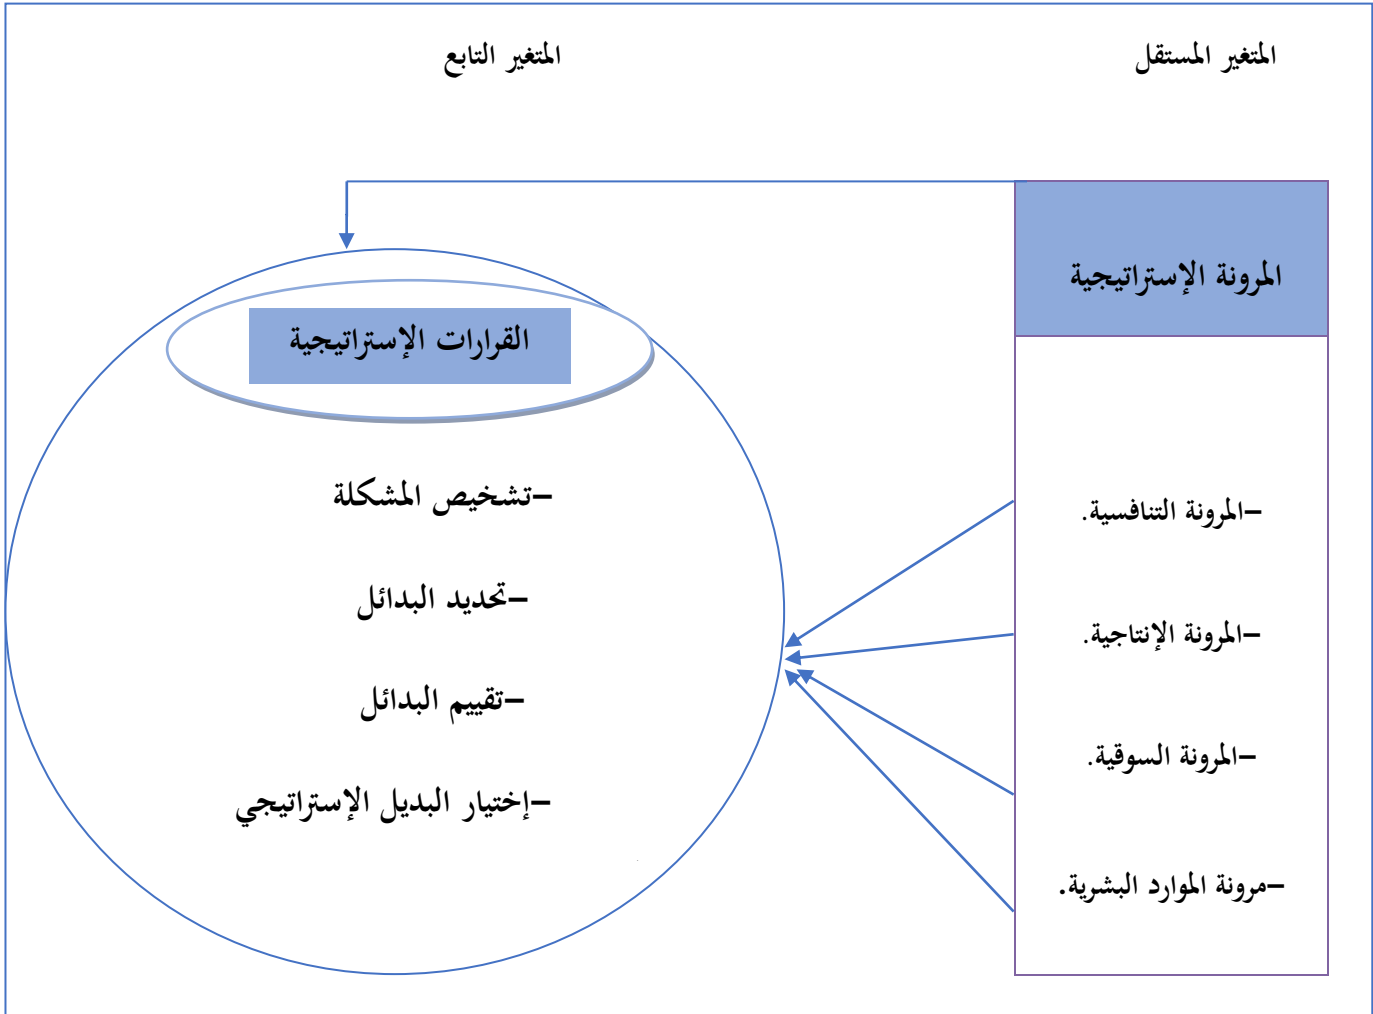 المتغير المستقل
المتغير التابع
المرونة الإستراتيجية
–المرونة التنافسية.
–المرونة الإنتاجية.
–المرونة السوقية.
–مرونة الموارد البشرية.
القرارات الإستراتيجية
–تشخيص المشكلة
–تحديد البدائل
–تقييم البدائل
–إختيار البديل الإستراتيجي